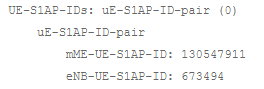 UE-S1AP-IDs: uE-S1AP-ID-pair (0)
uE-S1AP-ID-pair
mME-UE-S1AP-ID: 130547911
eNB-UE-S1AP-ID: 673494